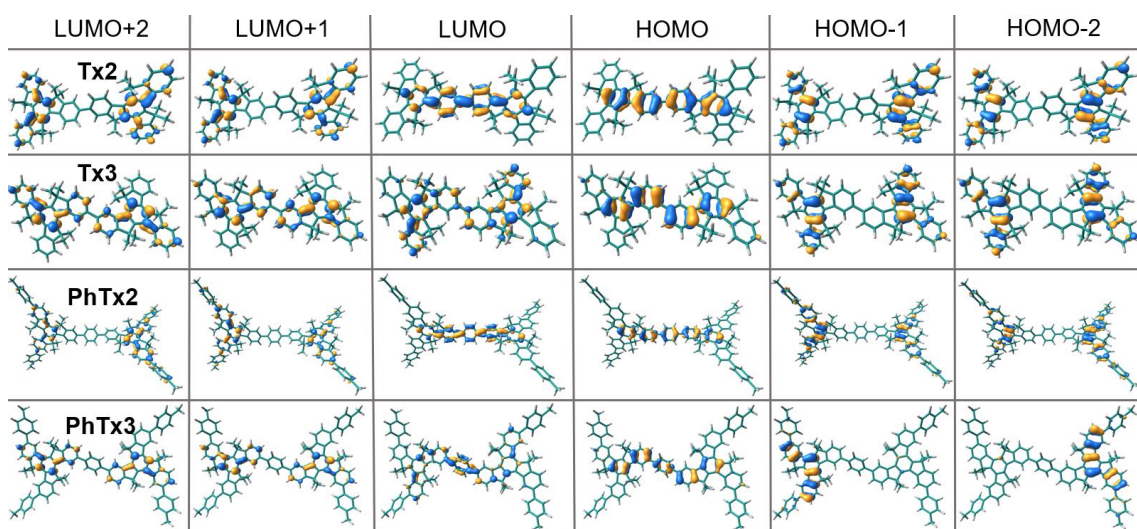 LUMO+2 LUMO+1 LUMO HOMO HOMO-1 HOMO-2
Tx2
Tx3
PhTx2
PhTx3